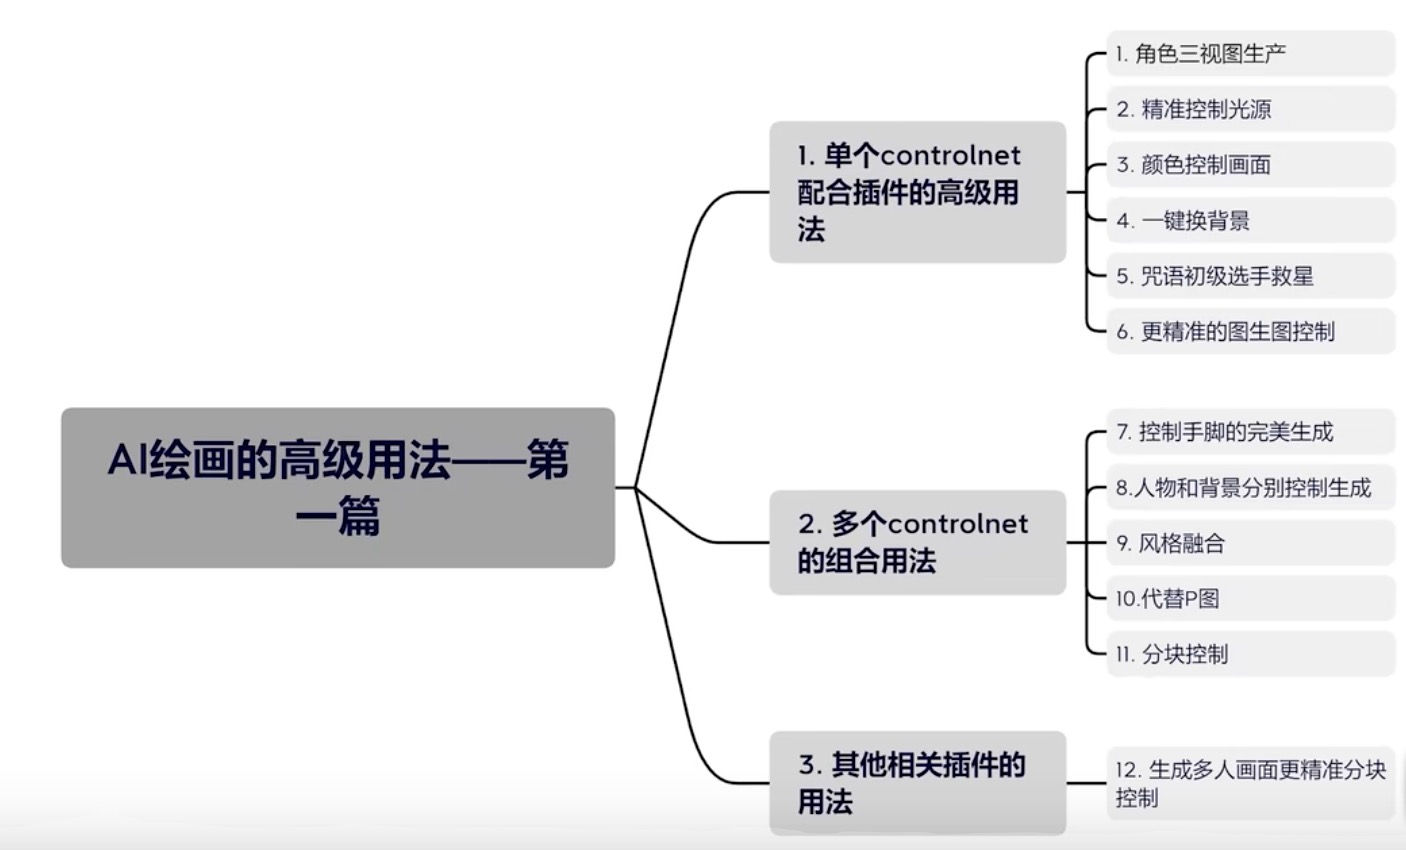 AI绘画的高级用法——第
一篇
1. 单个controlnet
配合插件的高级用
法
1. 角色三视图生产
2. 精准控制光源
3. 颜色控制画面
4. 一键换背景
5. 咒语初级选手救星
6. 更精准的图生图控制
2. 多个controlnet
的组合用法
7. 控制手脚的完美生成
8.人物和背景分别控制生成
9. 风格融合
10.代替P图
11. 分块控制
3. 其他相关插件的
用法
12. 生成多人画面更精准分块
控制